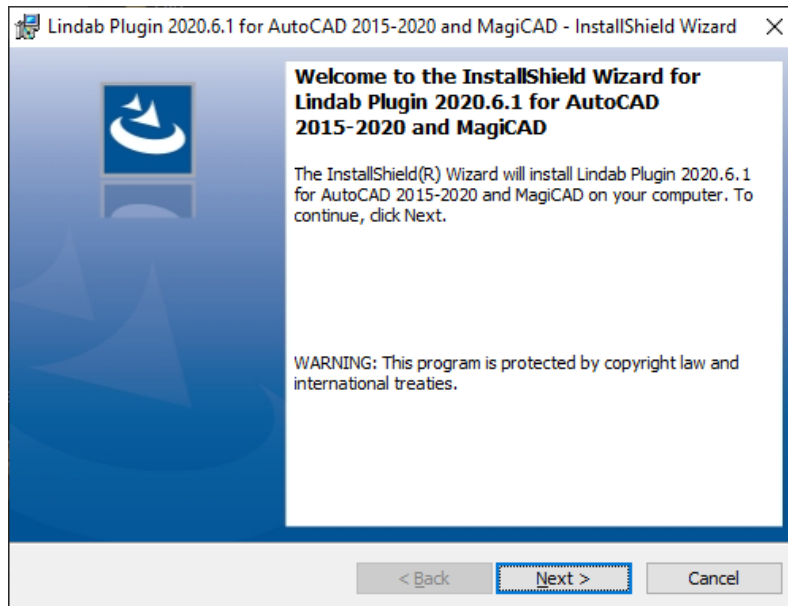 Lindab Plugin 2020.6.1 for AutoCAD 2015-2020 and MagiCAD - InstallShield Wizard
Welcome to the InstallShield Wizard for
Lindab Plugin 2020.6.1 for AutoCAD
2015-2020 and MagiCAD
The InstallShield(R) Wizard will install Lindab Plugin 2020.6.1
for AutoCAD 2015-2020 and MagiCAD on your computer. To
continue, click Next.
WARNING: This program is protected by copyright law and
international treaties.
< Back
Next >
Cancel